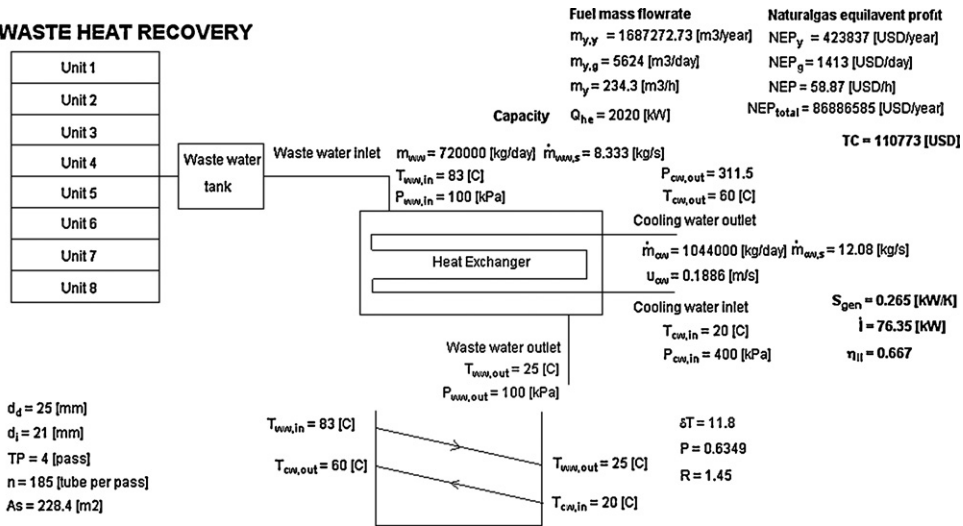 WASTE HEAT RECOVERY
Unit 1
Unit 2
Unit 3
Unit 4
Unit 5
Unit 6
Unit 7
Unit 8
Waste water
tank
Fuel mass flowrate
m_y,y = 1687272.73 [m3/year]
m_y,g = 5624 [m3/day]
m_y = 234.3 [m3/h]
Capacity Q_he = 2020 [kW]
Naturalgas equilavent profit
NEP_y = 423837 [USD/year]
NEP_g = 1413 [USD/day]
NEP = 58.87 [USD/h]
NEP_total = 86886585 [USD/year]
TC = 110773 [USD]
Waste water inlet
m_ww = 720000 [kg/day] ṁ_ww,s = 8.333 [kg/s]
T_ww,in = 83 [C]
P_ww,in = 100 [kPa]
P_cw,out = 311.5
T_cw,out = 60 [C]
Cooling water outlet
Heat Exchanger
ṁ_cw = 1044000 [kg/day] ṁ_cw,s = 12.08 [kg/s]
u_cw = 0.1886 [m/s]
Cooling water inlet
T_cw,in = 20 [C]
P_cw,in = 400 [kPa]
S_gen = 0.265 [kW/K]
İ = 76.35 [kW]
η_II = 0.667
Waste water outlet
T_ww,out = 25 [C]
P_ww,out = 100 [kPa]
d_d = 25 [mm]
d_i = 21 [mm]
TP = 4 [pass]
n = 185 [tube per pass]
As = 228.4 [m2]
T_ww,in = 83 [C]
T_cw,out = 60 [C]
T_ww,out = 25 [C]
T_cw,in = 20 [C]
δT = 11.8
P = 0.6349
R = 1.45